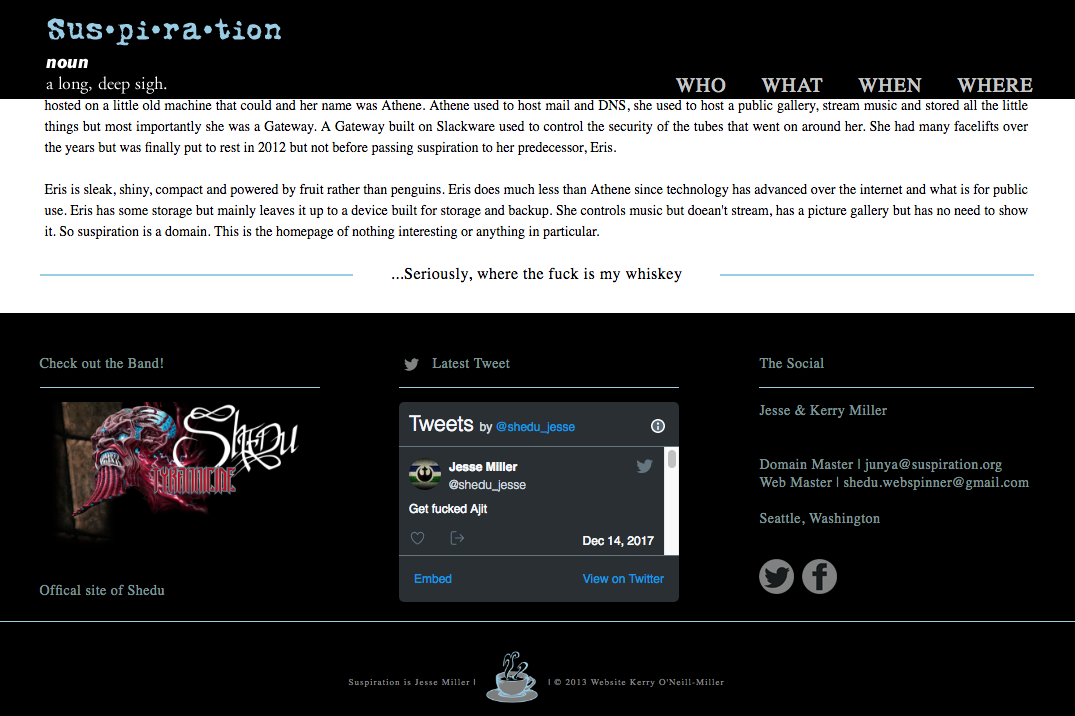 Sus•pi•ra•tion
noun
a long, deep sigh.
WHO WHAT WHEN WHERE
hosted on a little old machine that could and her name was Athene. Athene used to host mail and DNS, she used to host a public gallery, stream music and stored all the little
things but most importantly she was a Gateway. A Gateway built on Slackware used to control the security of the tubes that went on around her. She had many facelifts over
the years but was finally put to rest in 2012 but not before passing suspiration to her predecessor, Eris.
Eris is sleak, shiny, compact and powered by fruit rather than penguins. Eris does much less than Athene since technology has advanced over the internet and what is for public
use. Eris has some storage but mainly leaves it up to a device built for storage and backup. She controls music but doean't stream, has a picture gallery but has no need to show
it. So suspiration is a domain. This is the homepage of nothing interesting or anything in particular.
...Seriously, where the fuck is my whiskey
Check out the Band!
Shedu
TYRANNICIDE
Offical site of Shedu
Latest Tweet
Tweets by @shedu_jesse
Jesse Miller
@shedu_jesse
Get fucked Ajit
Dec 14, 2017
Embed View on Twitter
The Social
Jesse & Kerry Miller
Domain Master | junya@suspiration.org
Web Master | shedu.webspinner@gmail.com
Seattle, Washington
Suspiration is Jesse Miller | | © 2013 Website Kerry O'Neill-Miller